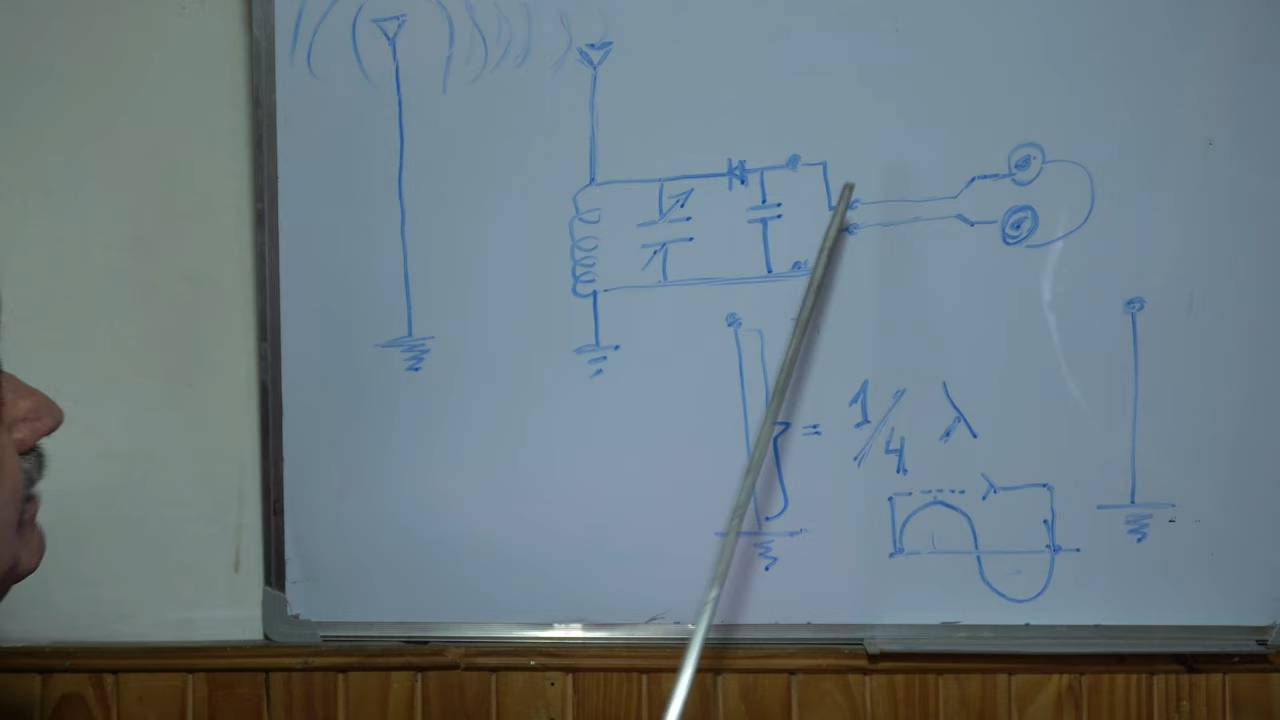 = 1/4 λ
λ